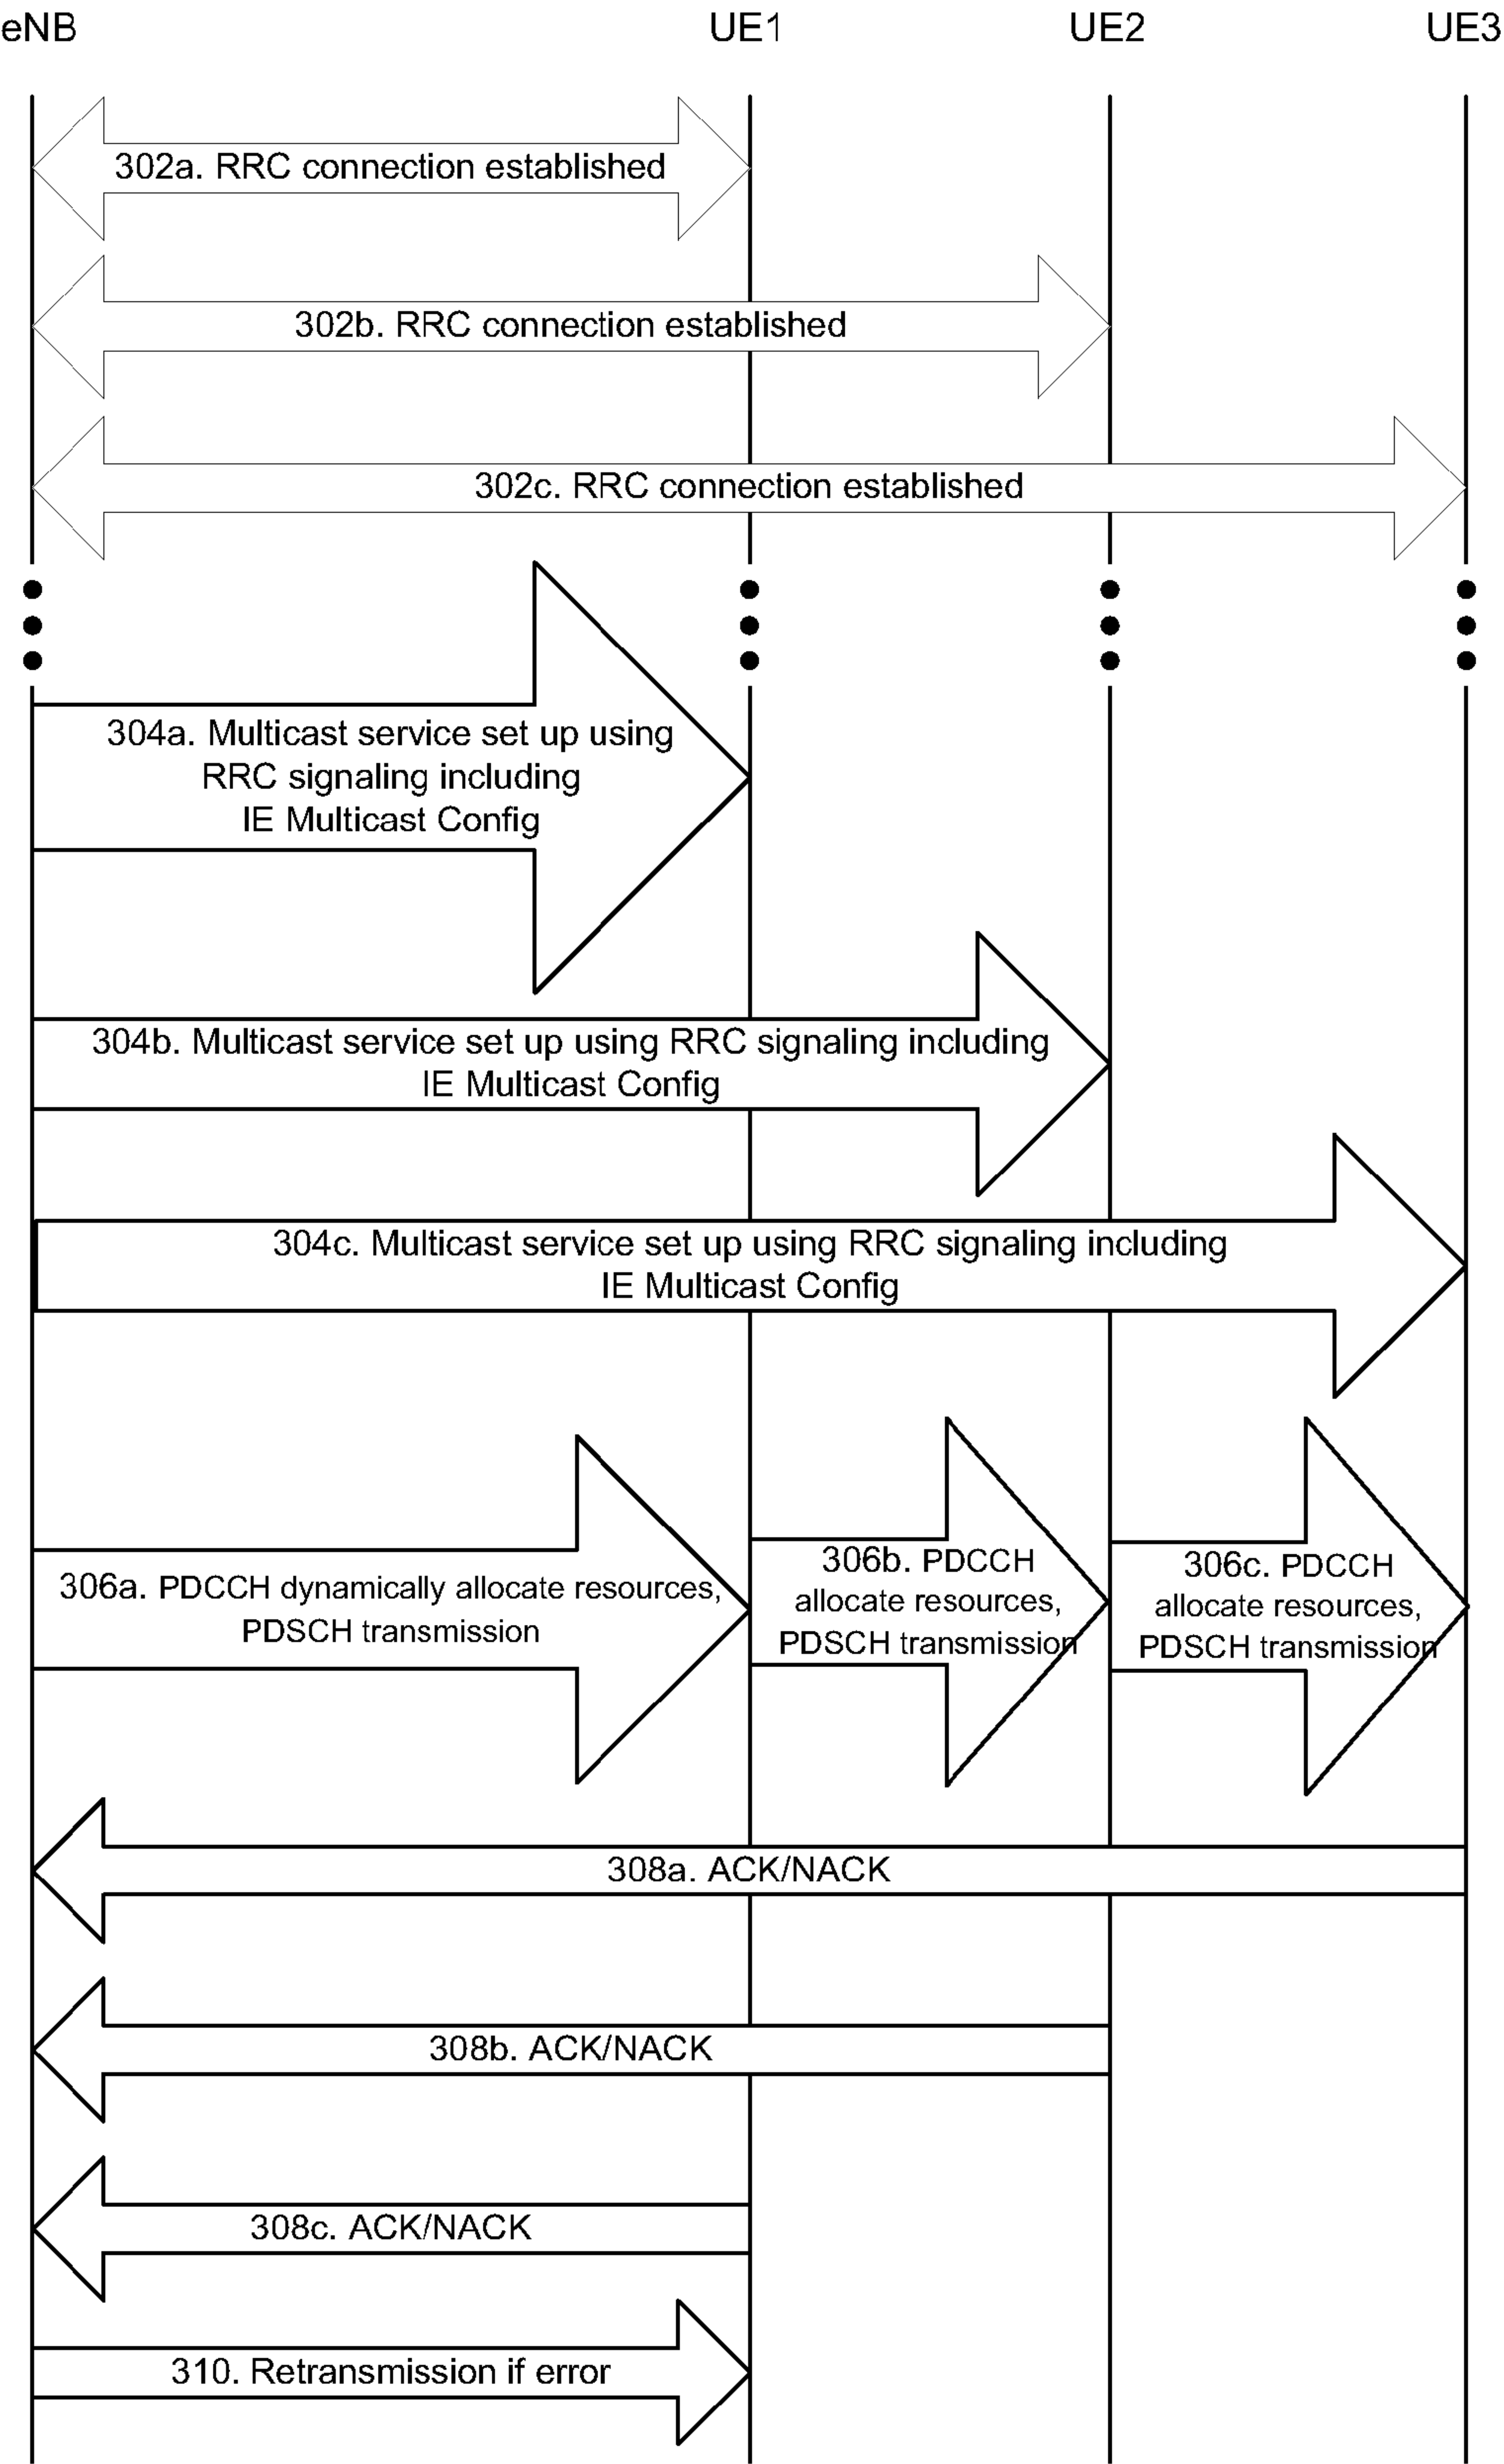 eNB
UE1
UE2
UE3
302a. RRC connection established
302b. RRC connection established
302c. RRC connection established
304a. Multicast service set up using
RRC signaling including
IE Multicast Config
304b. Multicast service set up using RRC signaling including
IE Multicast Config
304c. Multicast service set up using RRC signaling including
IE Multicast Config
306a. PDCCH dynamically allocate resources,
PDSCH transmission
306b. PDCCH
allocate resources,
PDSCH transmission
306c. PDCCH
allocate resources,
PDSCH transmission
308a. ACK/NACK
308b. ACK/NACK
308c. ACK/NACK
310. Retransmission if error